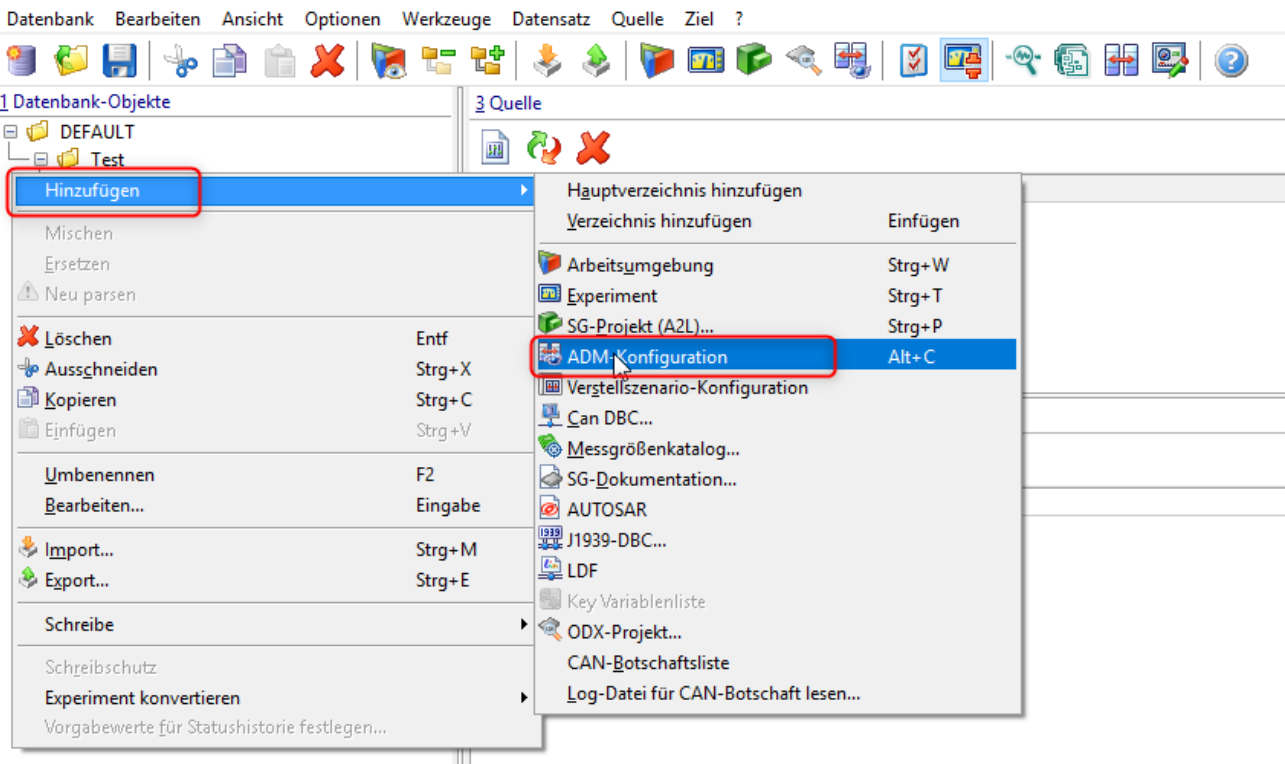 Datenbank Bearbeiten Ansicht Optionen Werkzeuge Datensatz Quelle Ziel ?
1 Datenbank-Objekte
DEFAULT
Test
3 Quelle
Hinzufügen
Mischen
Ersetzen
Neu parsen
Löschen Entf
Ausschneiden Strg+X
Kopieren Strg+C
Einfügen Strg+V
Umbenennen F2
Bearbeiten... Eingabe
Import... Strg+M
Export... Strg+E
Schreibe
Schreibschutz
Experiment konvertieren
Vorgabewerte für Statushistorie festlegen...
Hauptverzeichnis hinzufügen
Verzeichnis hinzufügen Einfügen
Arbeitsumgebung Strg+W
Experiment Strg+T
SG-Projekt (A2L)... Strg+P
ADM-Konfiguration Alt+C
Verstellszenario-Konfiguration
Can DBC...
Messgrößenkatalog...
SG-Dokumentation...
AUTOSAR
1939 J1939-DBC...
LDF
Key Variablenliste
ODX-Projekt...
CAN-Botschaftsliste
Log-Datei für CAN-Botschaft lesen...